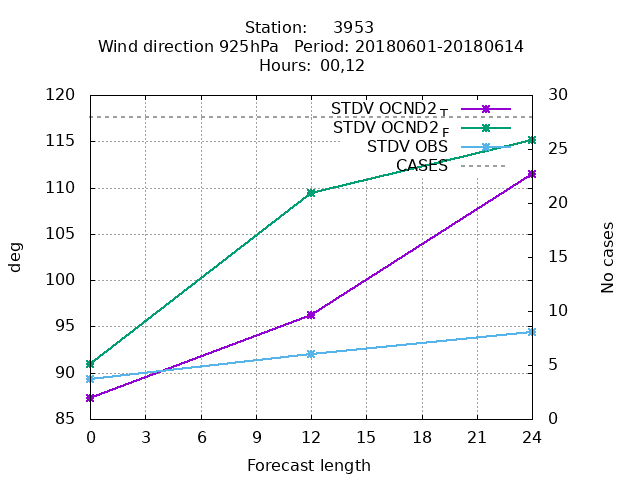 Station: 3953
Wind direction 925hPa Period: 20180601-20180614
Hours: 00,12
120 30
STDV OCND2 T
STDV OCND2 F
115 STDV OBS 25
CASES
110 20
105
15
100
95 10
90 5
85 0
0 3 6 9 12 15 18 21 24
deg
No cases
Forecast length